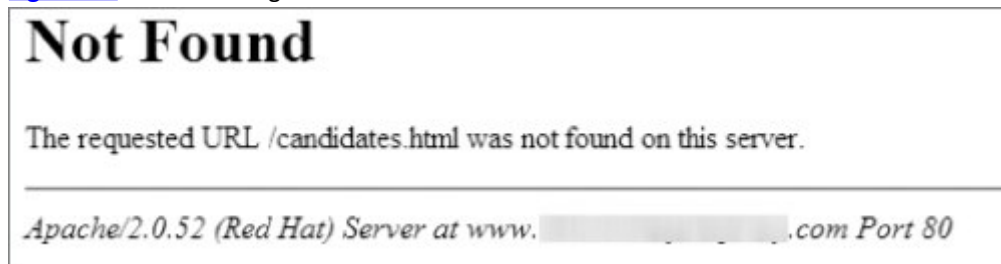 Not Found
The requested URL /candidates.html was not found on this server.
Apache/2.0.52 (Red Hat) Server at www. .com Port 80